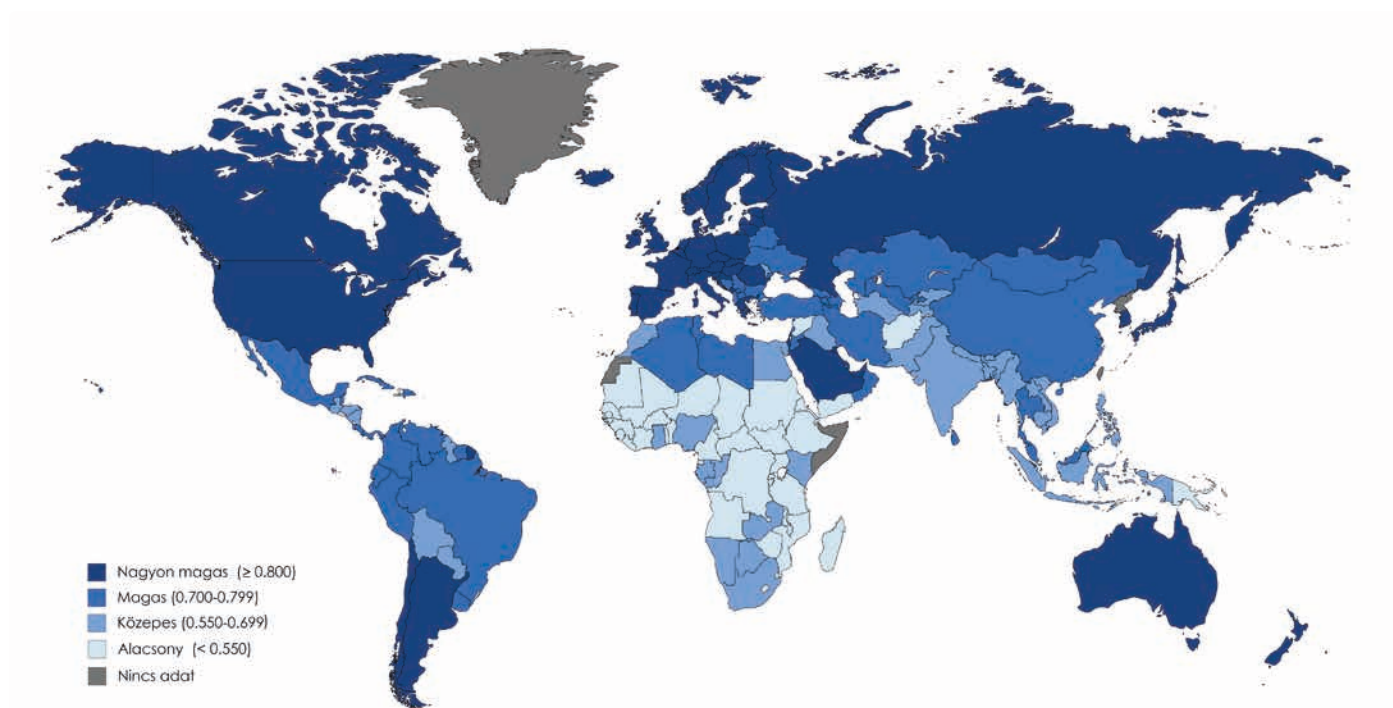 Nagyon magas (≥ 0.800)
Magas (0.700-0.799)
Közepes (0.550-0.699)
Alacsony (< 0.550)
Nincs adat